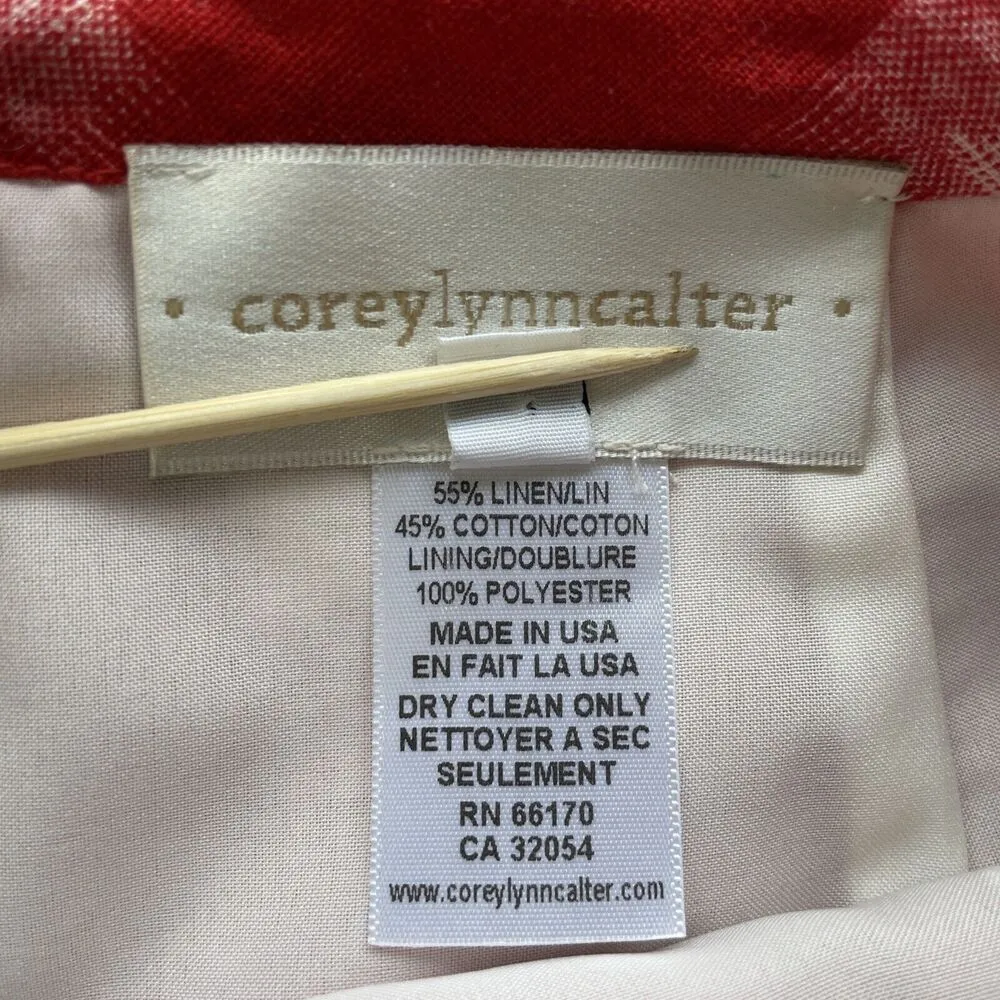 • coreylynncalter •
55% LINEN/LIN
45% COTTON/COTON
LINING/DOUBLURE
100% POLYESTER
MADE IN USA
EN FAIT LA USA
DRY CLEAN ONLY
NETTOYER A SEC
SEULEMENT
RN 66170
CA 32054
www.coreylynncalter.com